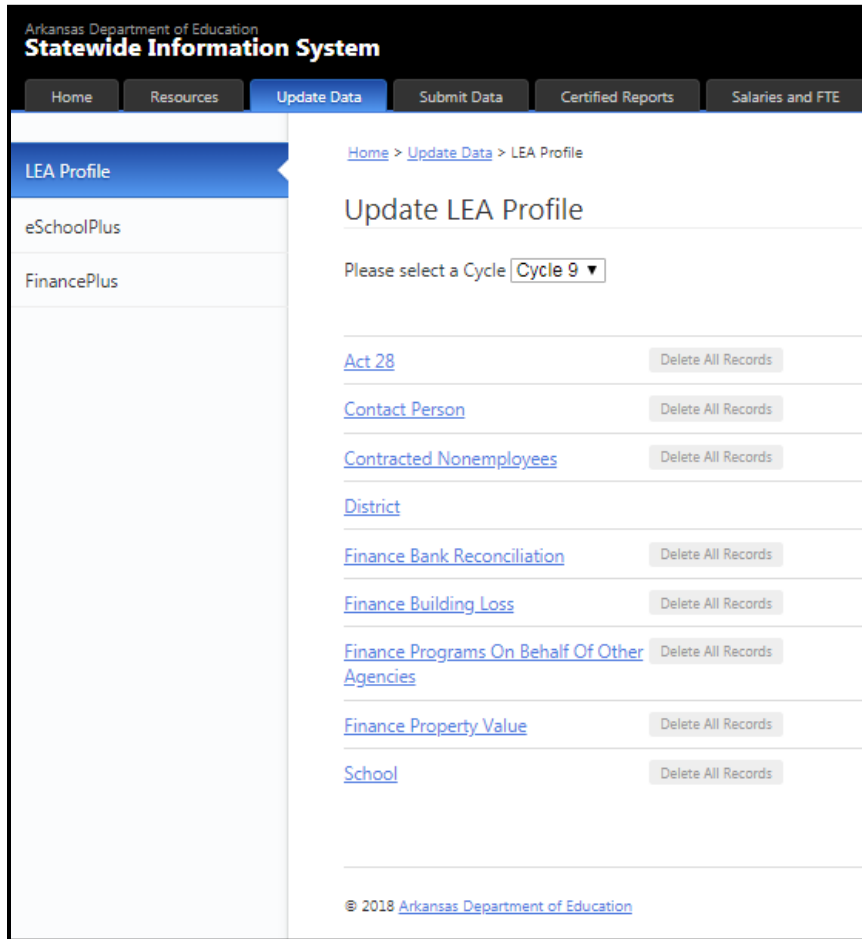 Arkansas Department of Education
Statewide Information System
Home Resources Update Data Submit Data Certified Reports Salaries and FTE
LEA Profile
eSchoolPlus
FinancePlus
Home > Update Data > LEA Profile
Update LEA Profile
Please select a Cycle Cycle 9 ▼
Act 28 Delete All Records
Contact Person Delete All Records
Contracted Nonemployees Delete All Records
District
Finance Bank Reconciliation Delete All Records
Finance Building Loss Delete All Records
Finance Programs On Behalf Of Other Delete All Records
Agencies
Finance Property Value Delete All Records
School Delete All Records
© 2018 Arkansas Department of Education